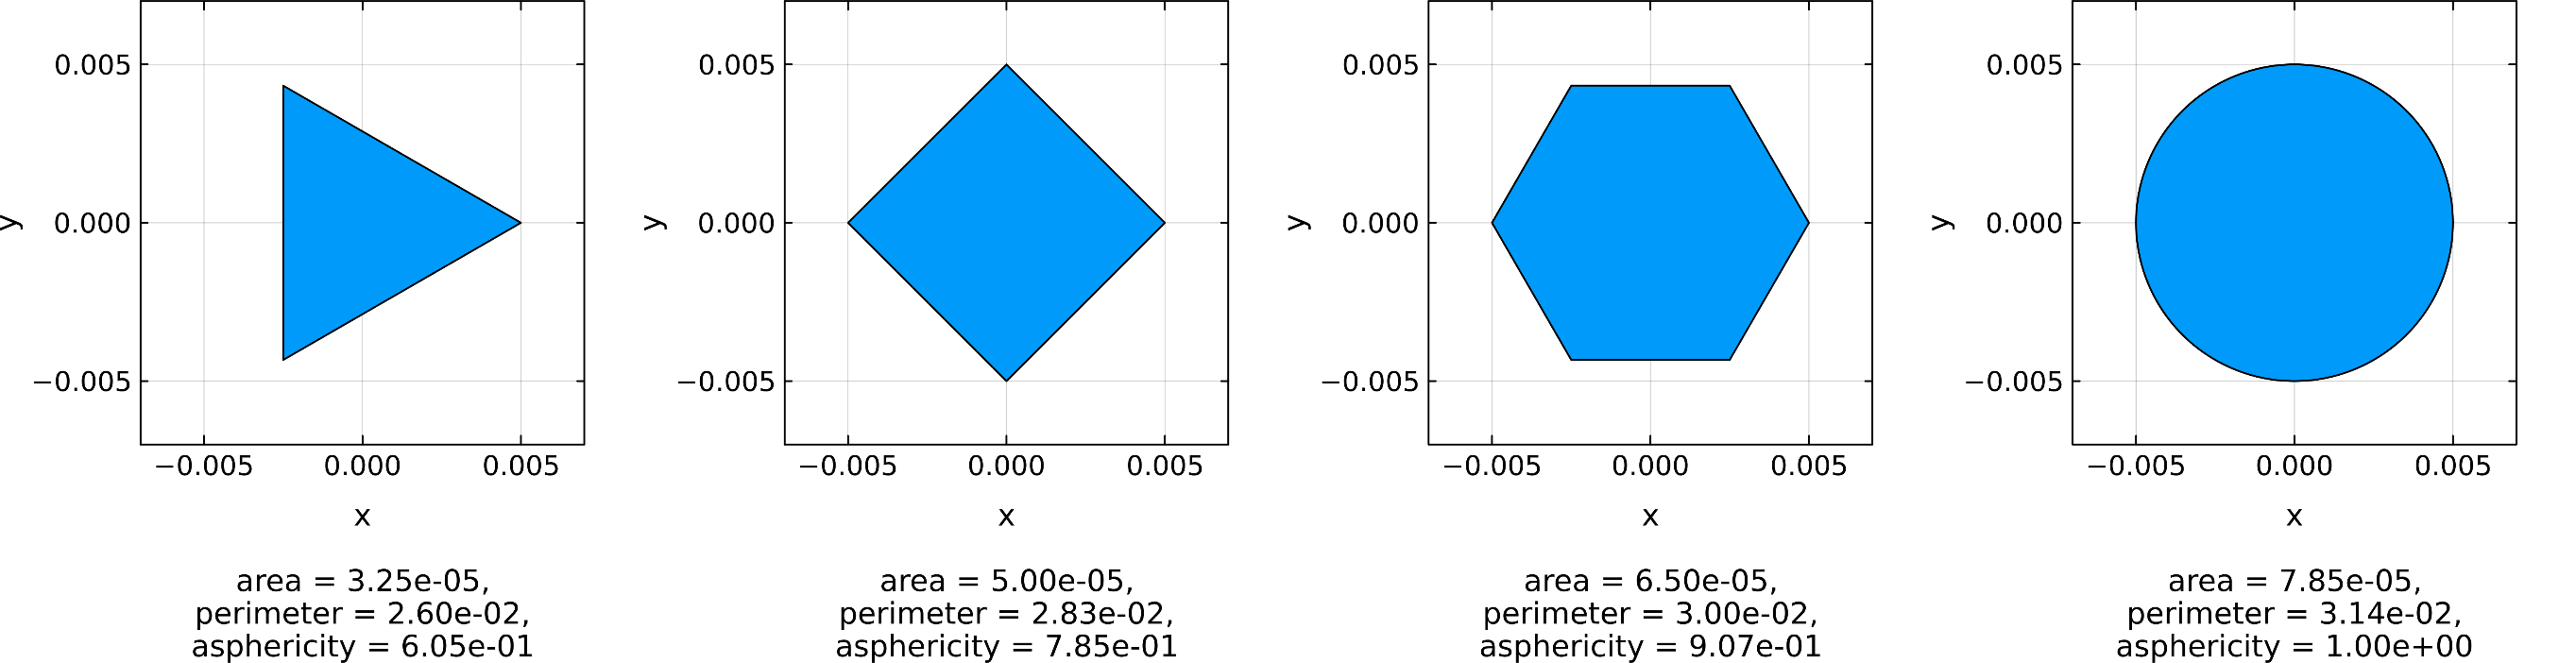 0.005
0.000
−0.005
y
−0.005 0.000 0.005
x
area = 3.25e-05,
perimeter = 2.60e-02,
asphericity = 6.05e-01
0.005
0.000
−0.005
y
−0.005 0.000 0.005
x
area = 5.00e-05,
perimeter = 2.83e-02,
asphericity = 7.85e-01
0.005
0.000
−0.005
y
−0.005 0.000 0.005
x
area = 6.50e-05,
perimeter = 3.00e-02,
asphericity = 9.07e-01
0.005
0.000
−0.005
y
−0.005 0.000 0.005
x
area = 7.85e-05,
perimeter = 3.14e-02,
asphericity = 1.00e+00